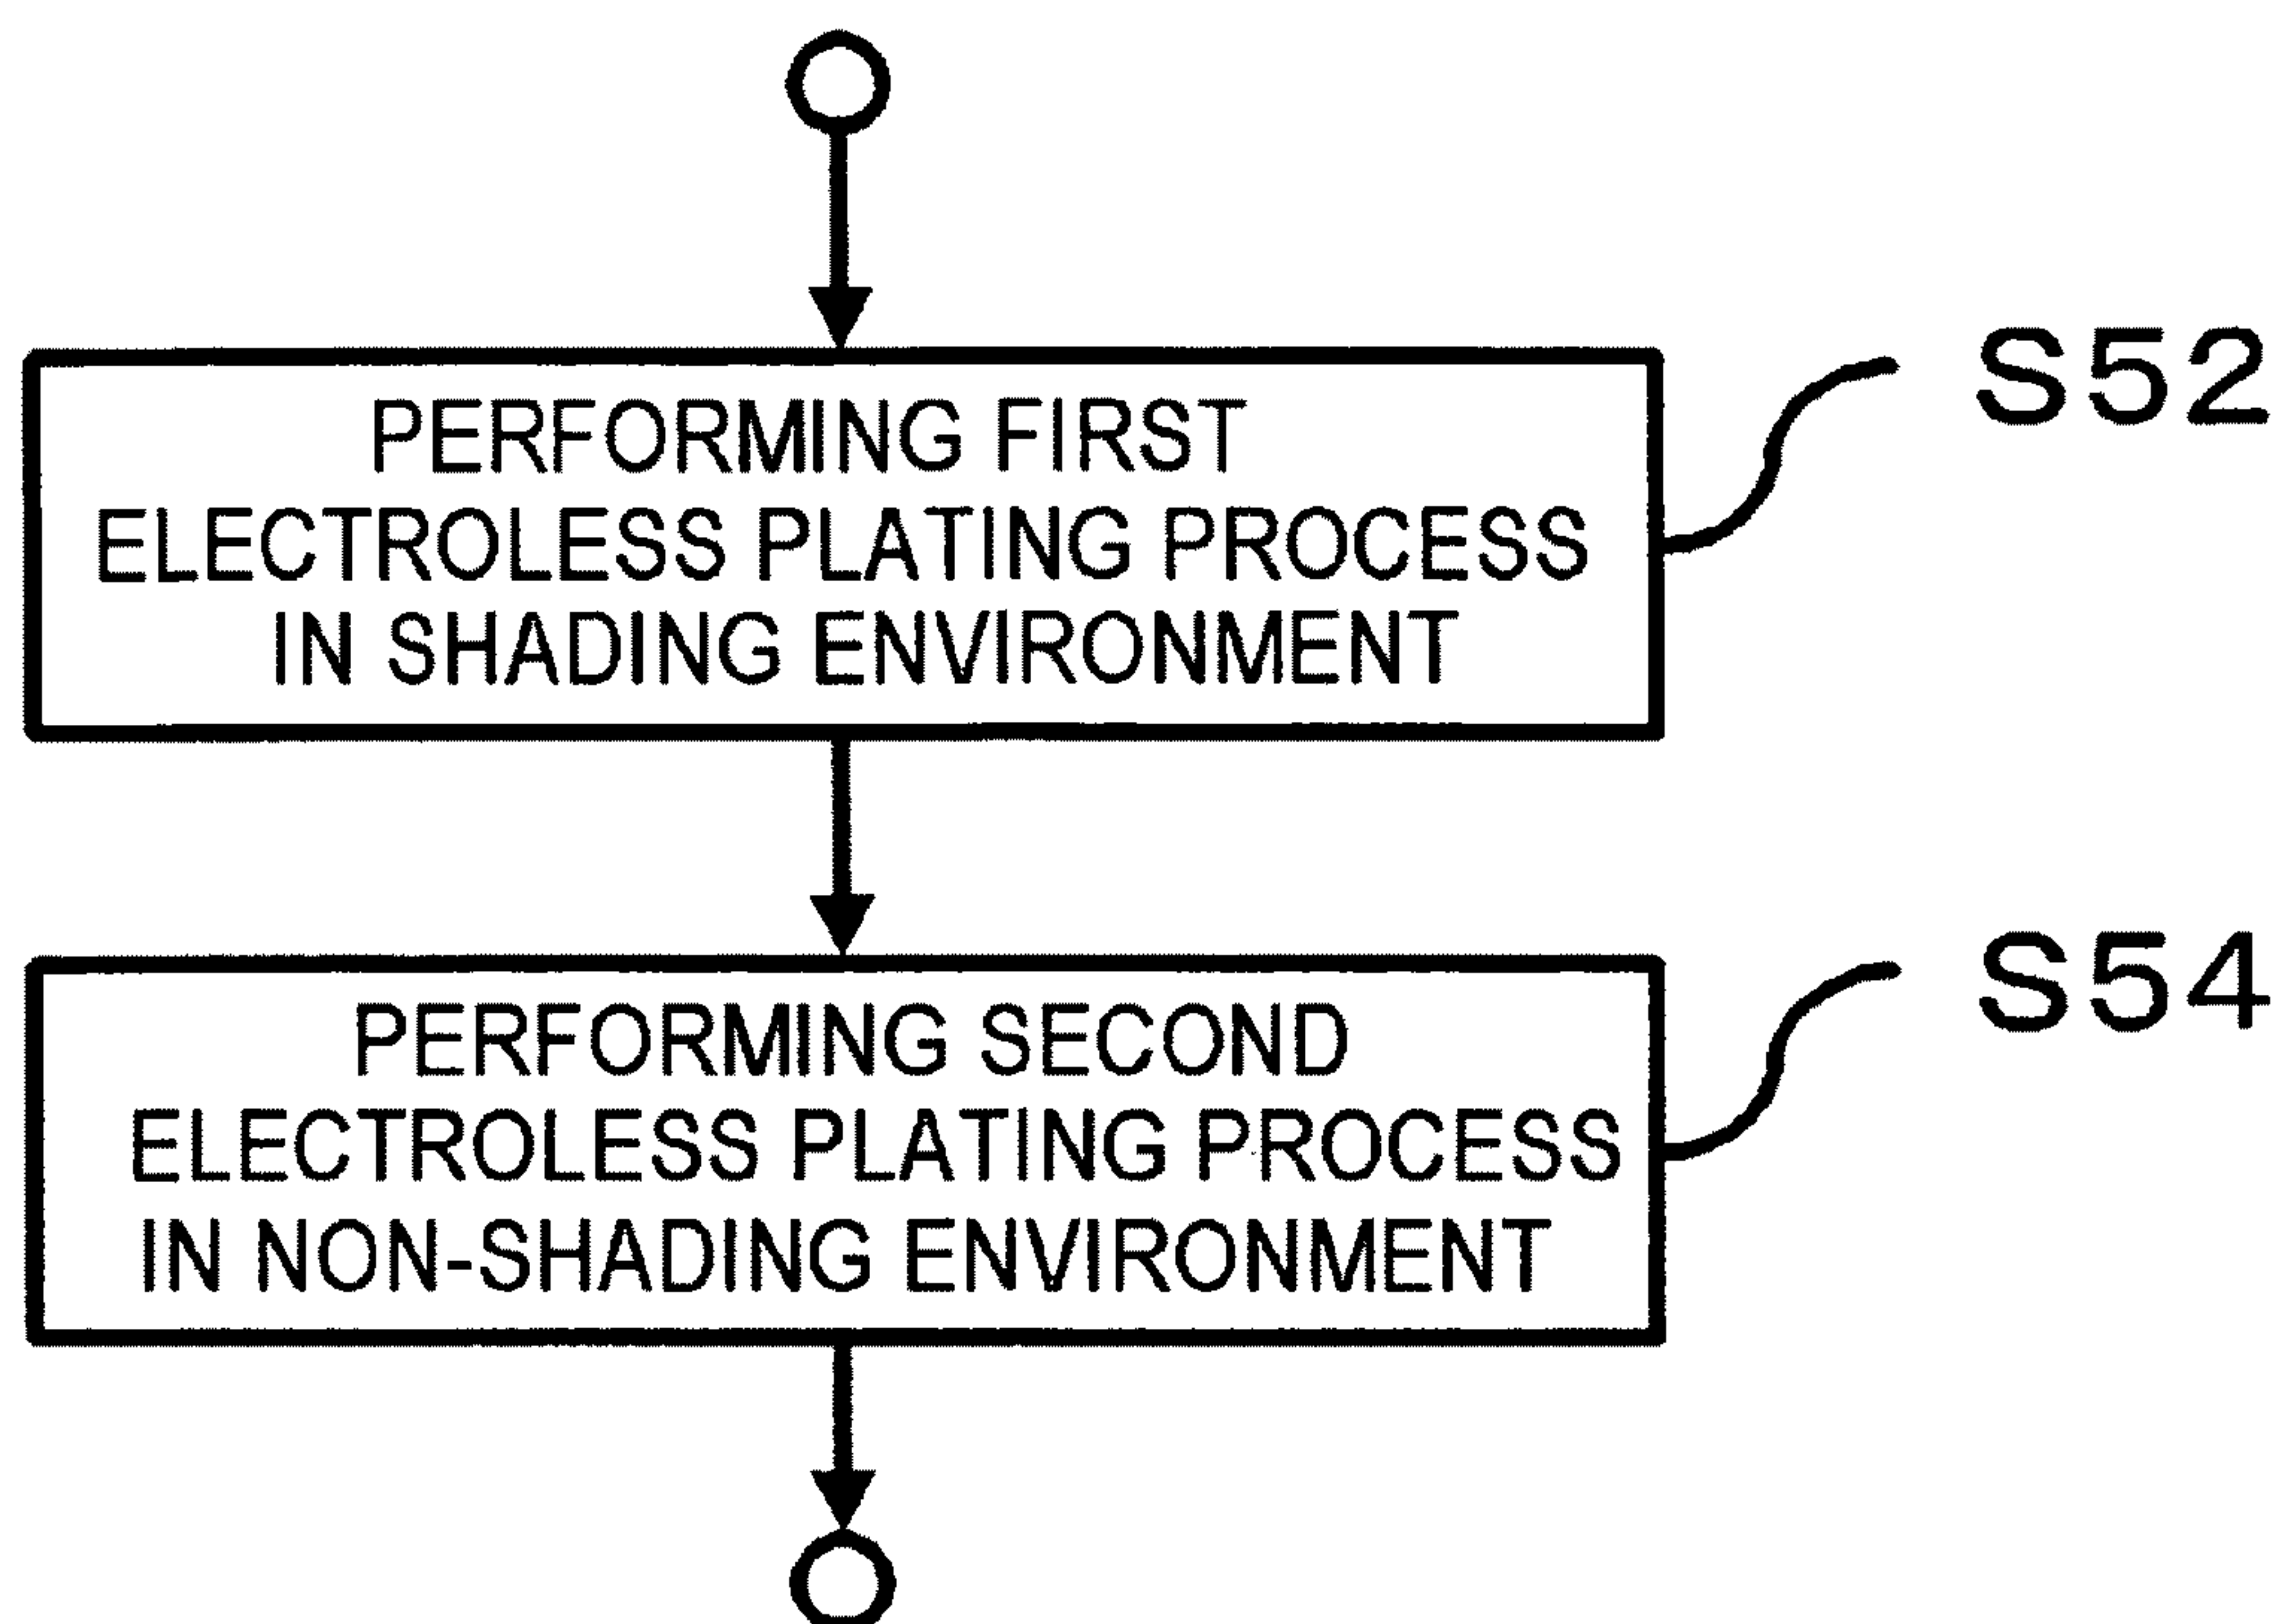 PERFORMING FIRST
ELECTROLESS PLATING PROCESS
IN SHADING ENVIRONMENT
S52
PERFORMING SECOND
ELECTROLESS PLATING PROCESS
IN NON-SHADING ENVIRONMENT
S54